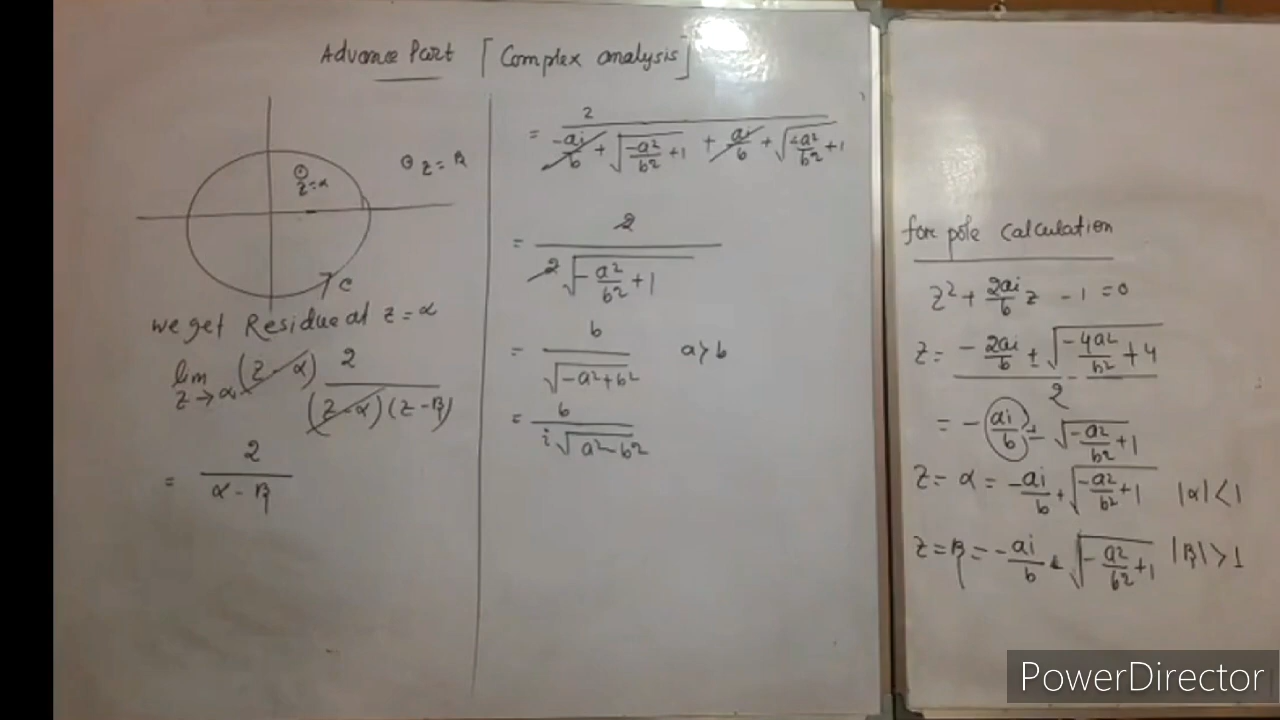 Advance Part [Complex analysis]
z=α
z=β
C
we get Residue at z=α
lim z→α (z-α) 2/((z-α)(z-β))
= 2/(α-β)
= 2/(-ai/b + √(-a²/b²+1) + ai/b + √(-a²/b²+1))
= 2/(2√(-a²/b²+1))
= b/√(-a²+b²) a>b
= b/(i√(a²-b²))
for pole calculation
z² + 2ai/b z - 1 = 0
z = (-2ai/b ± √(-4a²/b²+4))/2
= -ai/b ± √(-a²/b²+1)
z = α = -ai/b + √(-a²/b²+1) |α|<1
z = β = -ai/b - √(-a²/b²+1) |β|>1
PowerDirector